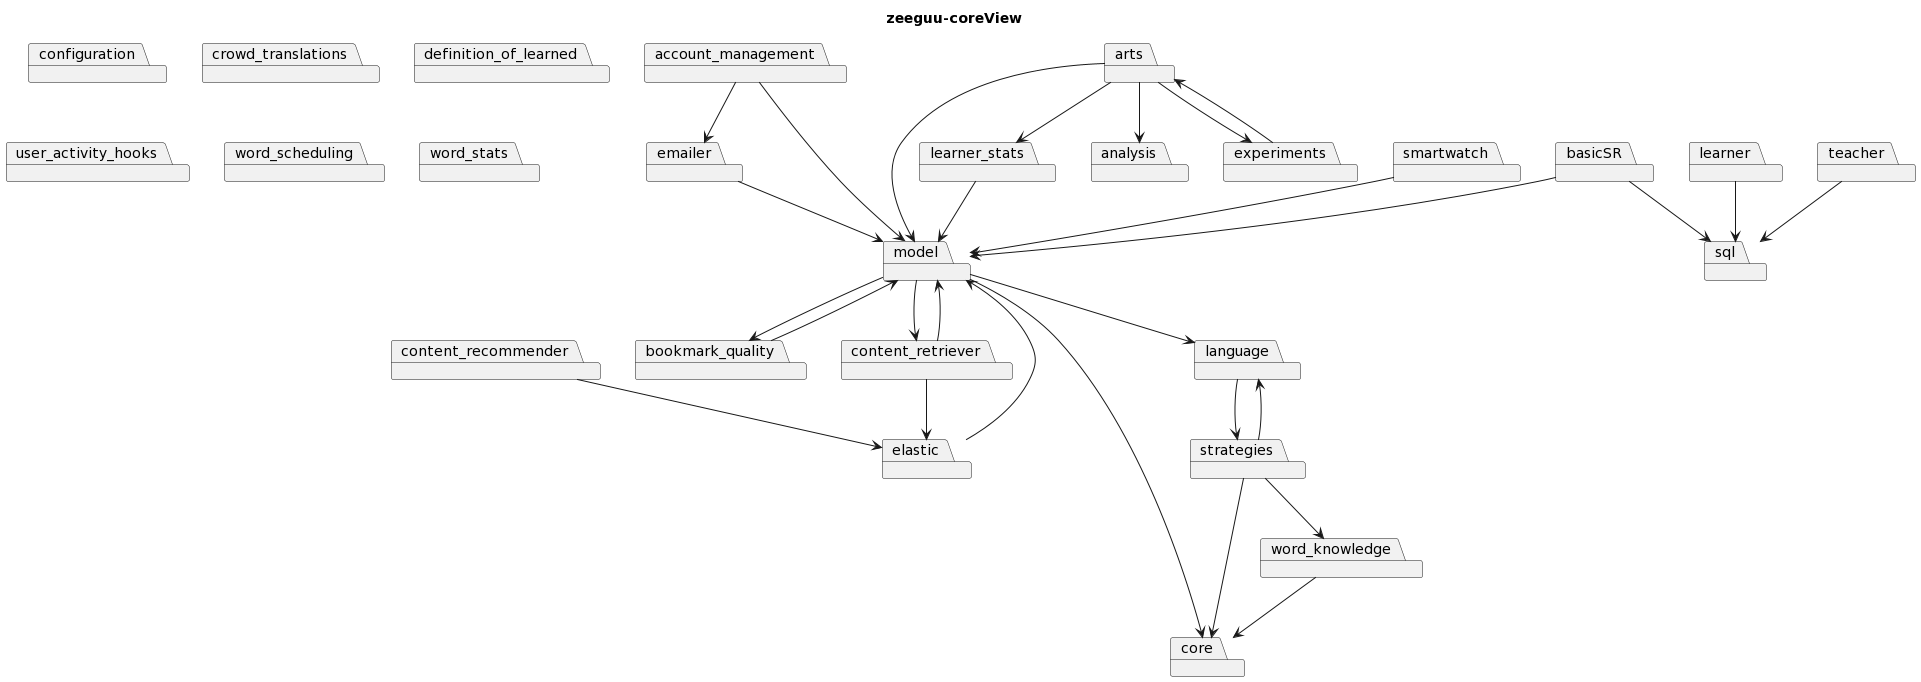 zeeguu-coreView
configuration
crowd_translations
definition_of_learned
account_management
arts
user_activity_hooks
word_scheduling
word_stats
emailer
learner_stats
analysis
experiments
smartwatch
basicSR
learner
teacher
model
sql
content_recommender
bookmark_quality
content_retriever
language
elastic
strategies
word_knowledge
core